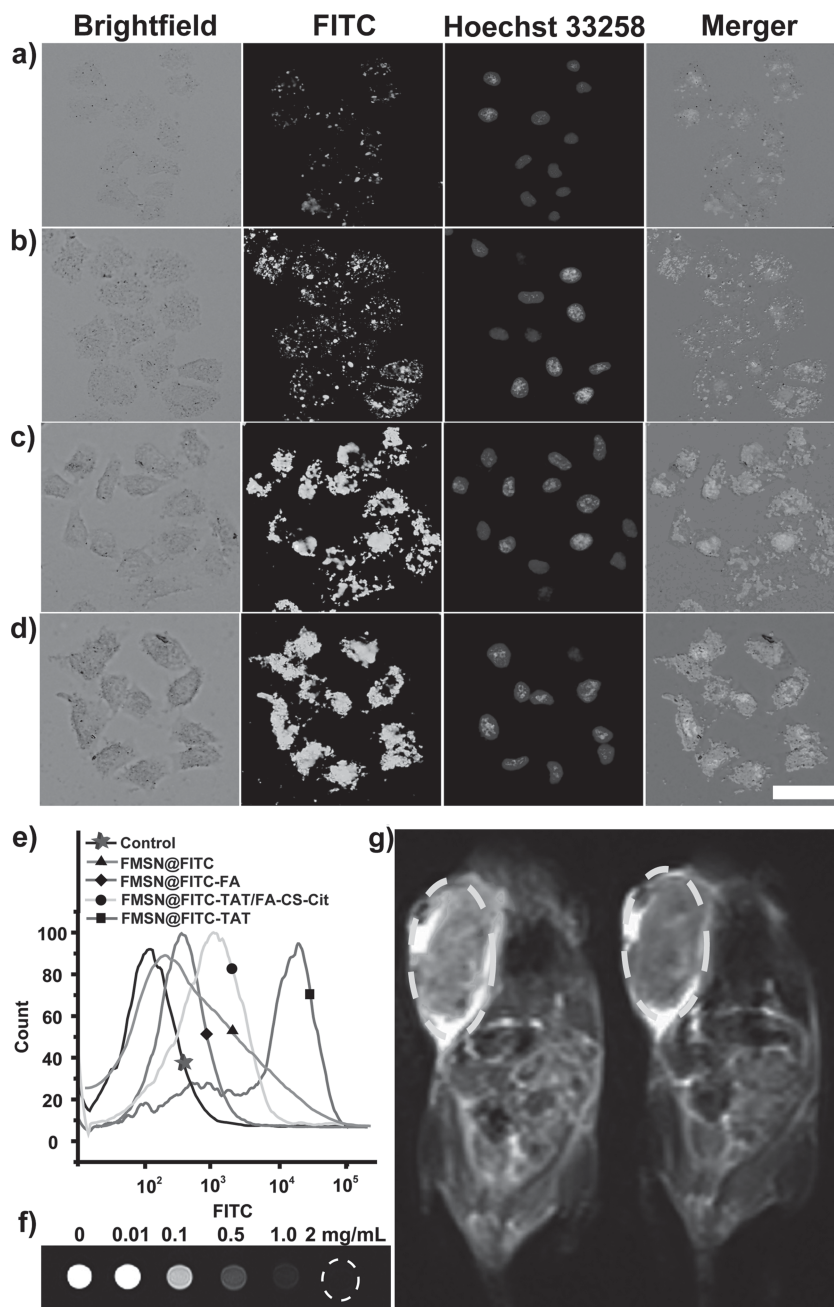 Brightfield FITC Hoechst 33258 Merger
a)
b)
c)
d)
e)
Control
FMSN@FITC
FMSN@FITC-FA
FMSN@FITC-TAT/FA-CS-Cit
FMSN@FITC-TAT
100
80
60
40
20
0
Count
10² 10³ 10⁴ 10⁵
FITC
f)
0 0.01 0.1 0.5 1.0 2 mg/mL
g)